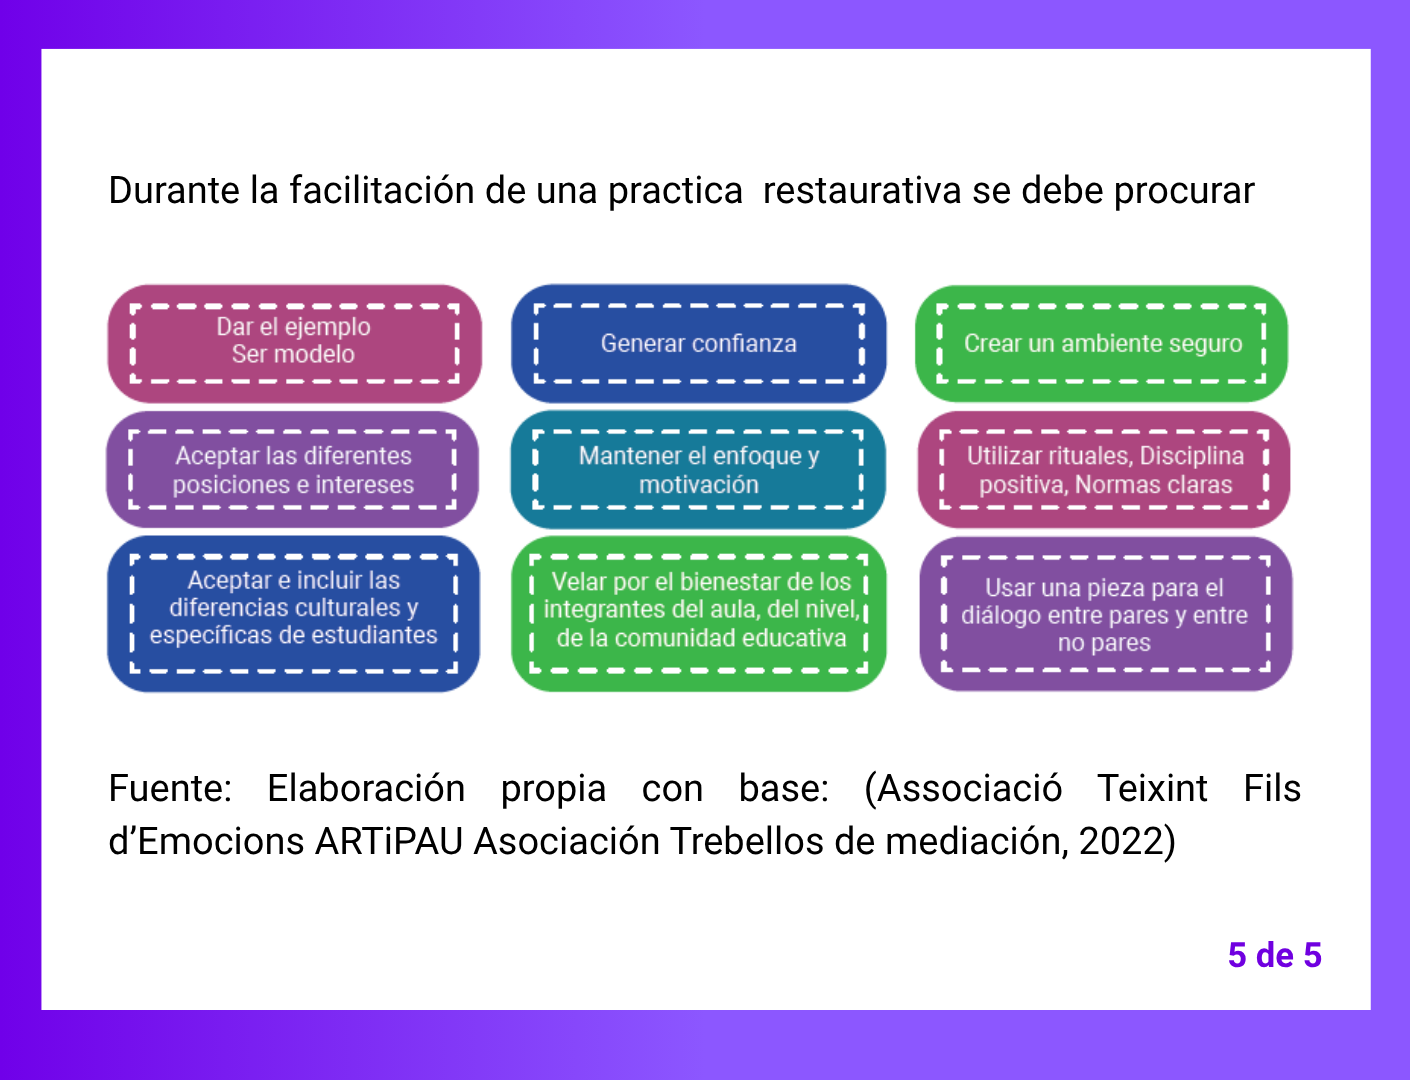 Durante la facilitación de una practica  restaurativa se debe procurar
Dar el ejemplo
Ser modelo
Generar confianza
Crear un ambiente seguro
Aceptar las diferentes
posiciones e intereses
Mantener el enfoque y
motivación
Utilizar rituales, Disciplina
positiva, Normas claras
Aceptar e incluir las
diferencias culturales y
específicas de estudiantes
Velar por el bienestar de los
integrantes del aula, del nivel,
de la comunidad educativa
Usar una pieza para el
diálogo entre pares y entre
no pares
Fuente: Elaboración propia con base: (Associació Teixint Fils
d’Emocions ARTiPAU Asociación Trebellos de mediación, 2022)
5 de 5